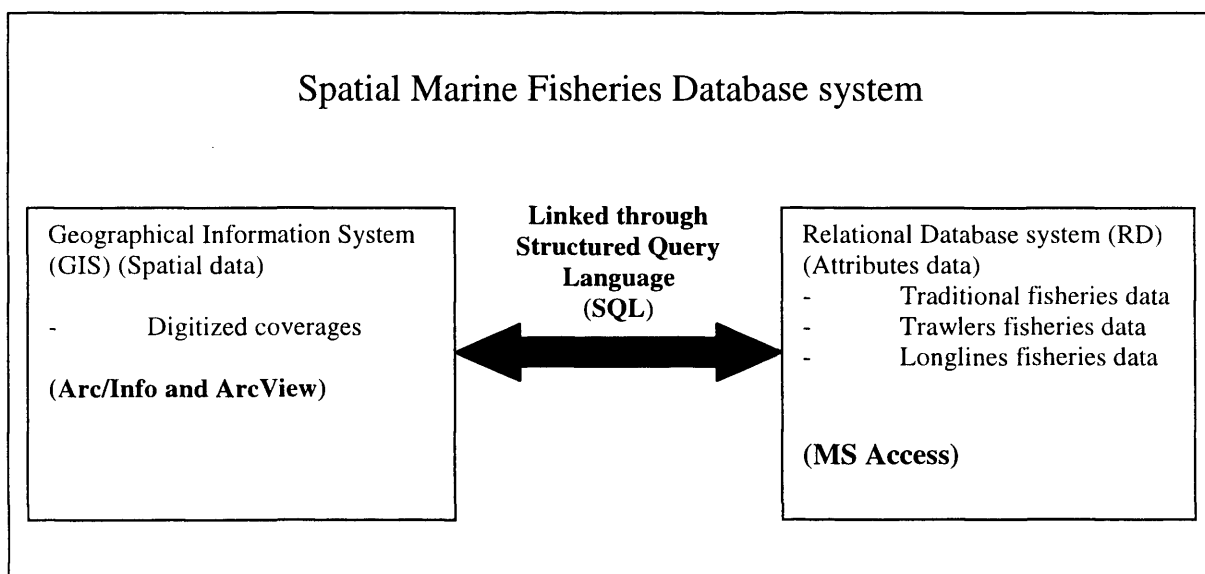 Spatial Marine Fisheries Database system
Geographical Information System
(GIS) (Spatial data)
- Digitized coverages
(Arc/Info and ArcView)
Linked through
Structured Query
Language
(SQL)
Relational Database system (RD)
(Attributes data)
- Traditional fisheries data
- Trawlers fisheries data
- Longlines fisheries data
(MS Access)